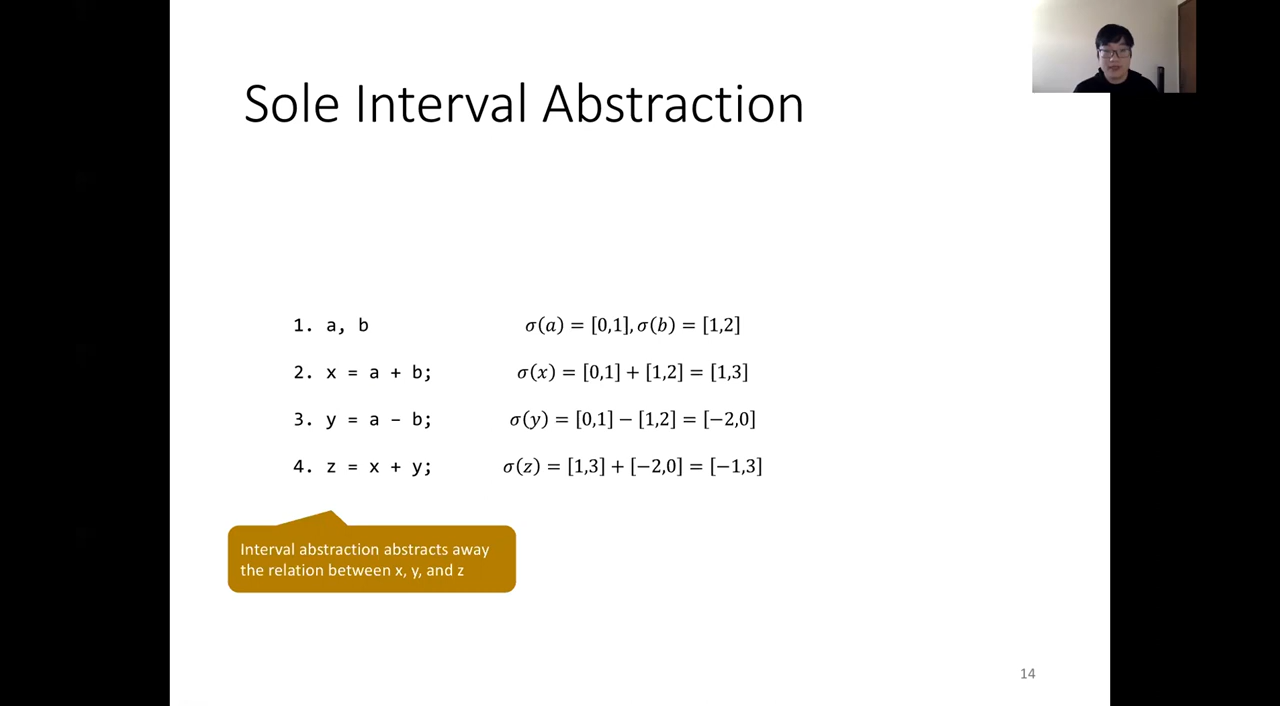 Sole Interval Abstraction
1. a, b
σ(a) = [0,1], σ(b) = [1,2]
2. x = a + b;
σ(x) = [0,1] + [1,2] = [1,3]
3. y = a – b;
σ(y) = [0,1] − [1,2] = [−2,0]
4. z = x + y;
σ(z) = [1,3] + [−2,0] = [−1,3]
Interval abstraction abstracts away
the relation between x, y, and z
14